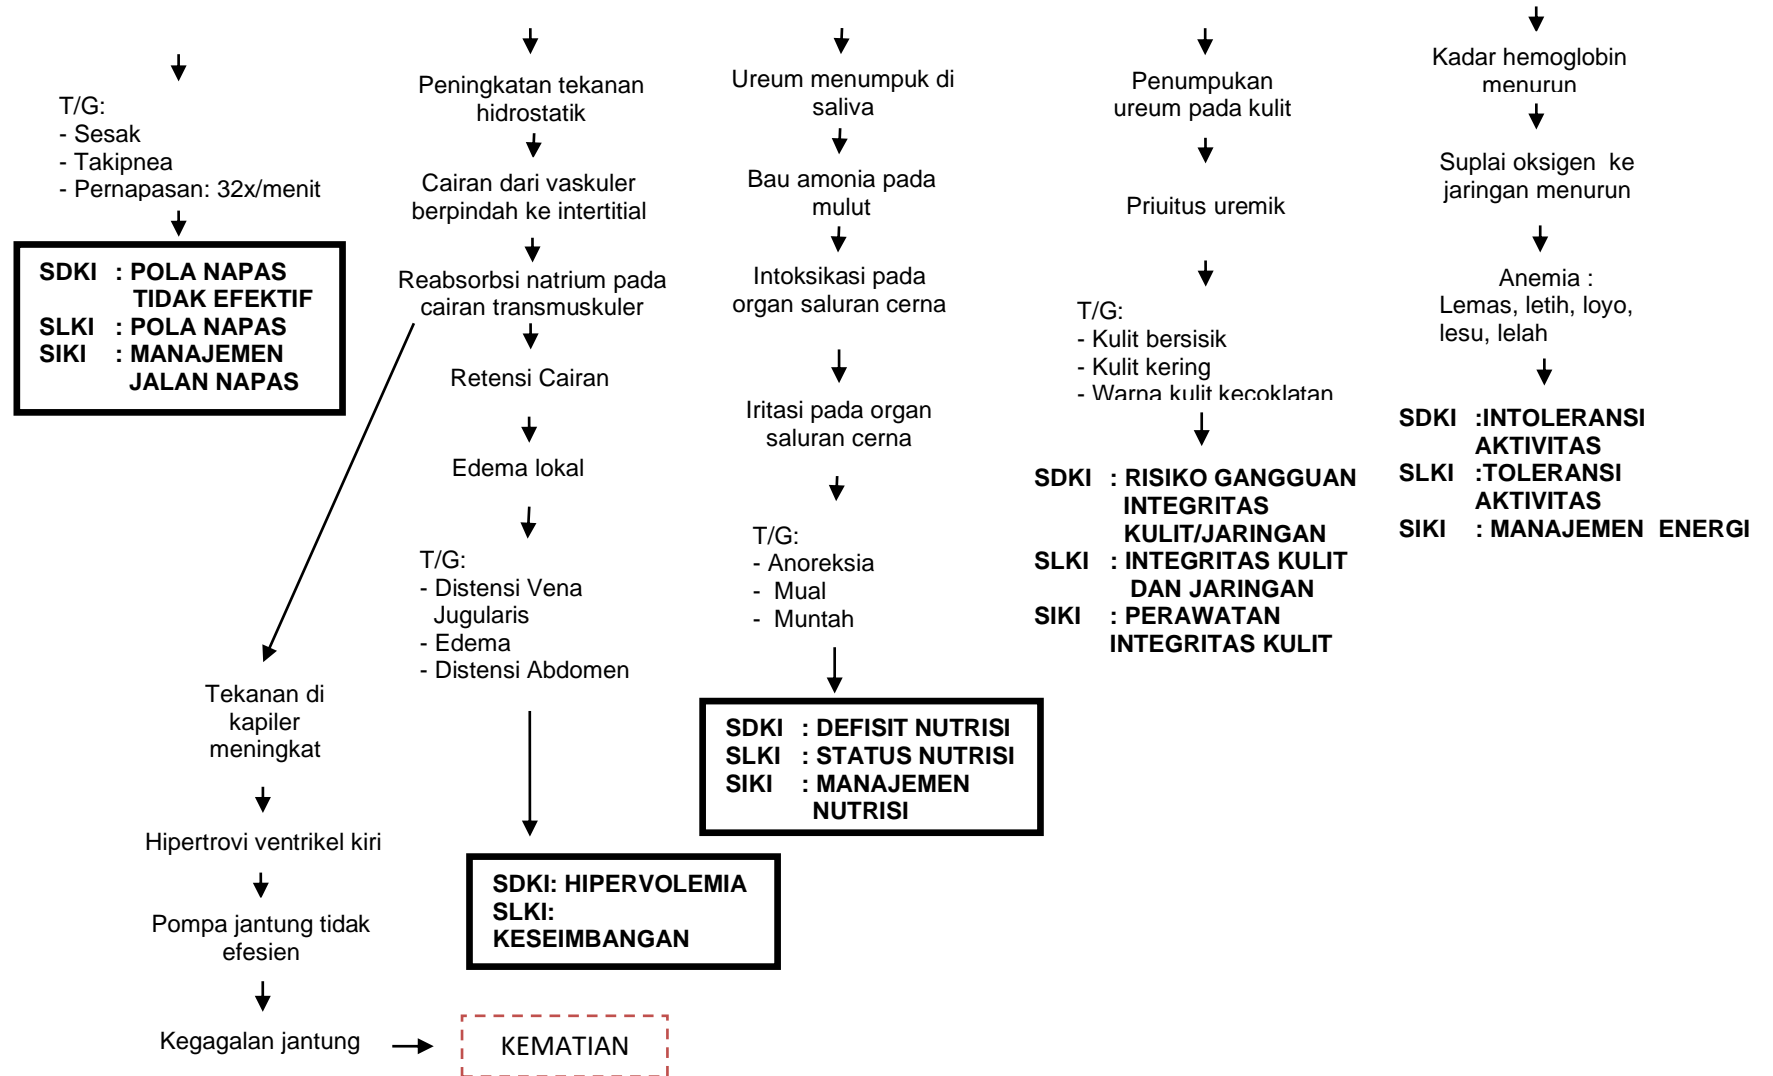 T/G:
- Sesak
- Takipnea
- Pernapasan: 32x/menit
SDKI : POLA NAPAS
TIDAK EFEKTIF
SLKI : POLA NAPAS
SIKI : MANAJEMEN
JALAN NAPAS
Peningkatan tekanan
hidrostatik
Cairan dari vaskuler
berpindah ke intertitial
Reabsorbsi natrium pada
cairan transmuskuler
Retensi Cairan
Edema lokal
T/G:
- Distensi Vena
Jugularis
- Edema
- Distensi Abdomen
SDKI: HIPERVOLEMIA
SLKI:
KESEIMBANGAN
Tekanan di
kapiler
meningkat
Hipertrovi ventrikel kiri
Pompa jantung tidak
efesien
Kegagalan jantung
KEMATIAN
Ureum menumpuk di
saliva
Bau amonia pada
mulut
Intoksikasi pada
organ saluran cerna
Iritasi pada organ
saluran cerna
T/G:
- Anoreksia
- Mual
- Muntah
SDKI : DEFISIT NUTRISI
SLKI : STATUS NUTRISI
SIKI : MANAJEMEN
NUTRISI
Penumpukan
ureum pada kulit
Priuitus uremik
T/G:
- Kulit bersisik
- Kulit kering
- Warna kulit kecoklatan
SDKI : RISIKO GANGGUAN
INTEGRITAS
KULIT/JARINGAN
SLKI : INTEGRITAS KULIT
DAN JARINGAN
SIKI : PERAWATAN
INTEGRITAS KULIT
Kadar hemoglobin
menurun
Suplai oksigen ke
jaringan menurun
Anemia :
Lemas, letih, loyo,
lesu, lelah
SDKI :INTOLERANSI
AKTIVITAS
SLKI :TOLERANSI
AKTIVITAS
SIKI : MANAJEMEN ENERGI